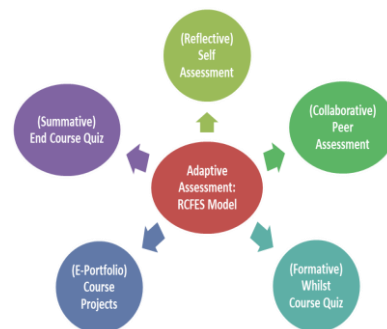 (Reflective)
Self
Assessment
(Collaborative)
Peer
Assessment
(Summative)
End Course Quiz
Adaptive
Assessment:
RCFES Model
(E-Portfolio)
Course
Projects
(Formative)
Whilst
Course Quiz